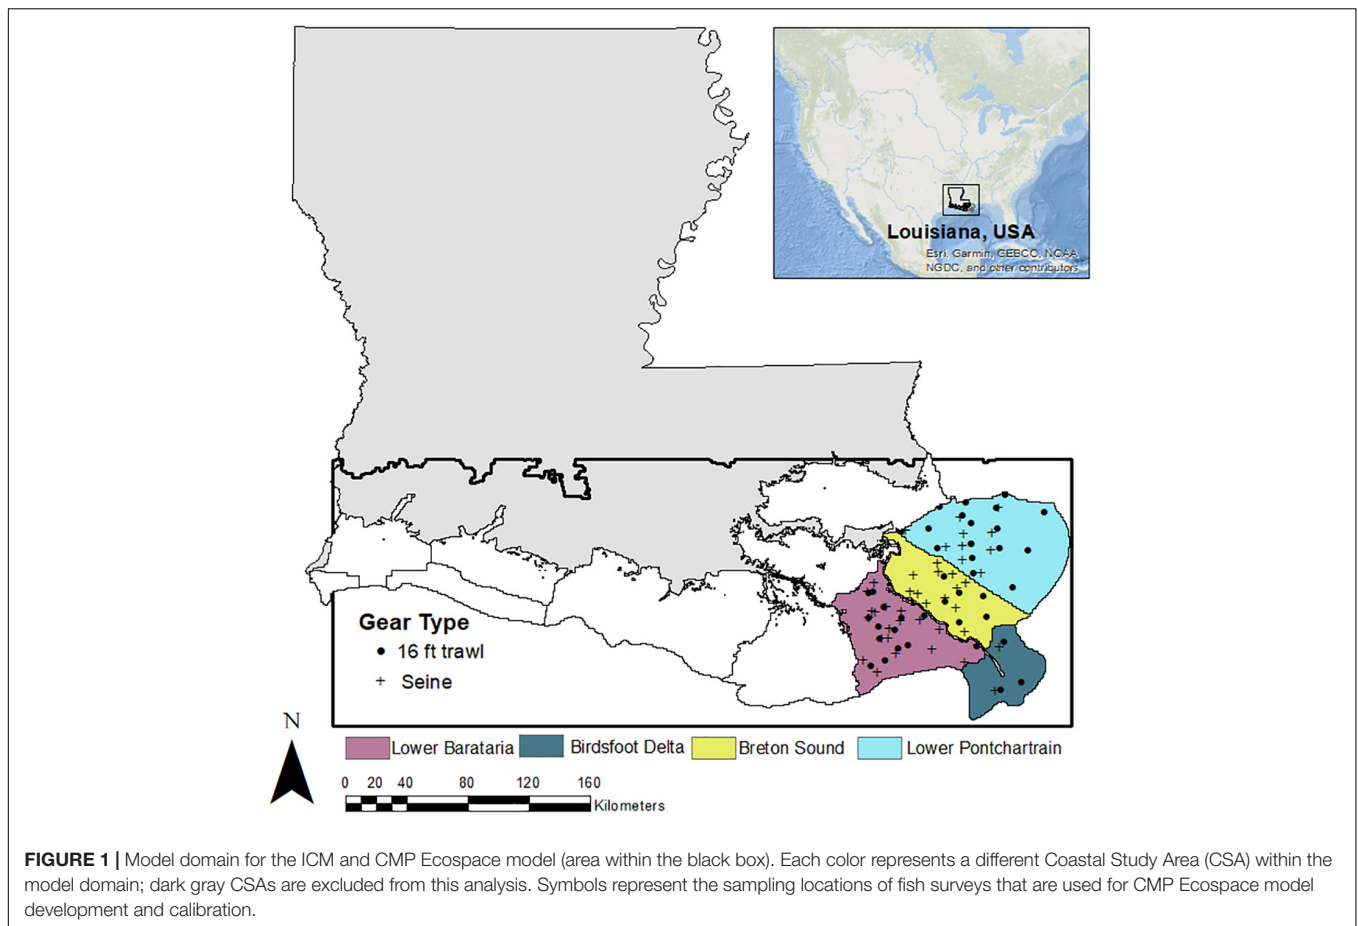 Louisiana, USA
Esri, Garmin, GEBCO, NOAA
NGDC, and other contributors
Gear Type
16 ft trawl
Seine
N
Lower Barataria Birdsfoot Delta Breton Sound Lower Pontchartrain
0 20 40 80 120 160
Kilometers
FIGURE 1 | Model domain for the ICM and CMP Ecospace model (area within the black box). Each color represents a different Coastal Study Area (CSA) within the
model domain; dark gray CSAs are excluded from this analysis. Symbols represent the sampling locations of fish surveys that are used for CMP Ecospace model
development and calibration.